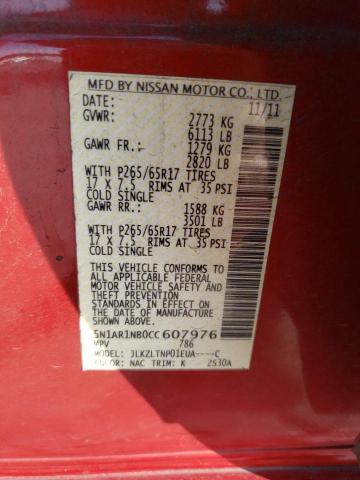 MFD BY NISSAN MOTOR CO., LTD.
DATE: 11/11
GVWR: 2773 KG
6113 LB
GAWR FR.: 1279 KG
2820 LB
WITH P265/65R17 TIRES
17 X 7.5 RIMS AT 35 PSI
COLD SINGLE
GAWR RR.: 1588 KG
3501 LB
WITH P265/65R17 TIRES
17 X 7.5 RIMS AT 35 PSI
COLD SINGLE
THIS VEHICLE CONFORMS TO
ALL APPLICABLE FEDERAL
MOTOR VEHICLE SAFETY AND
THEFT PREVENTION
STANDARDS IN EFFECT ON
THE DATE OF MANUFACTURE
SHOWN ABOVE.
5N1AR1NB0CC607976
MPV 786
MODEL: JLKZLTNP01EUA----C
COLOR: NAC TRIM: K ZS30A